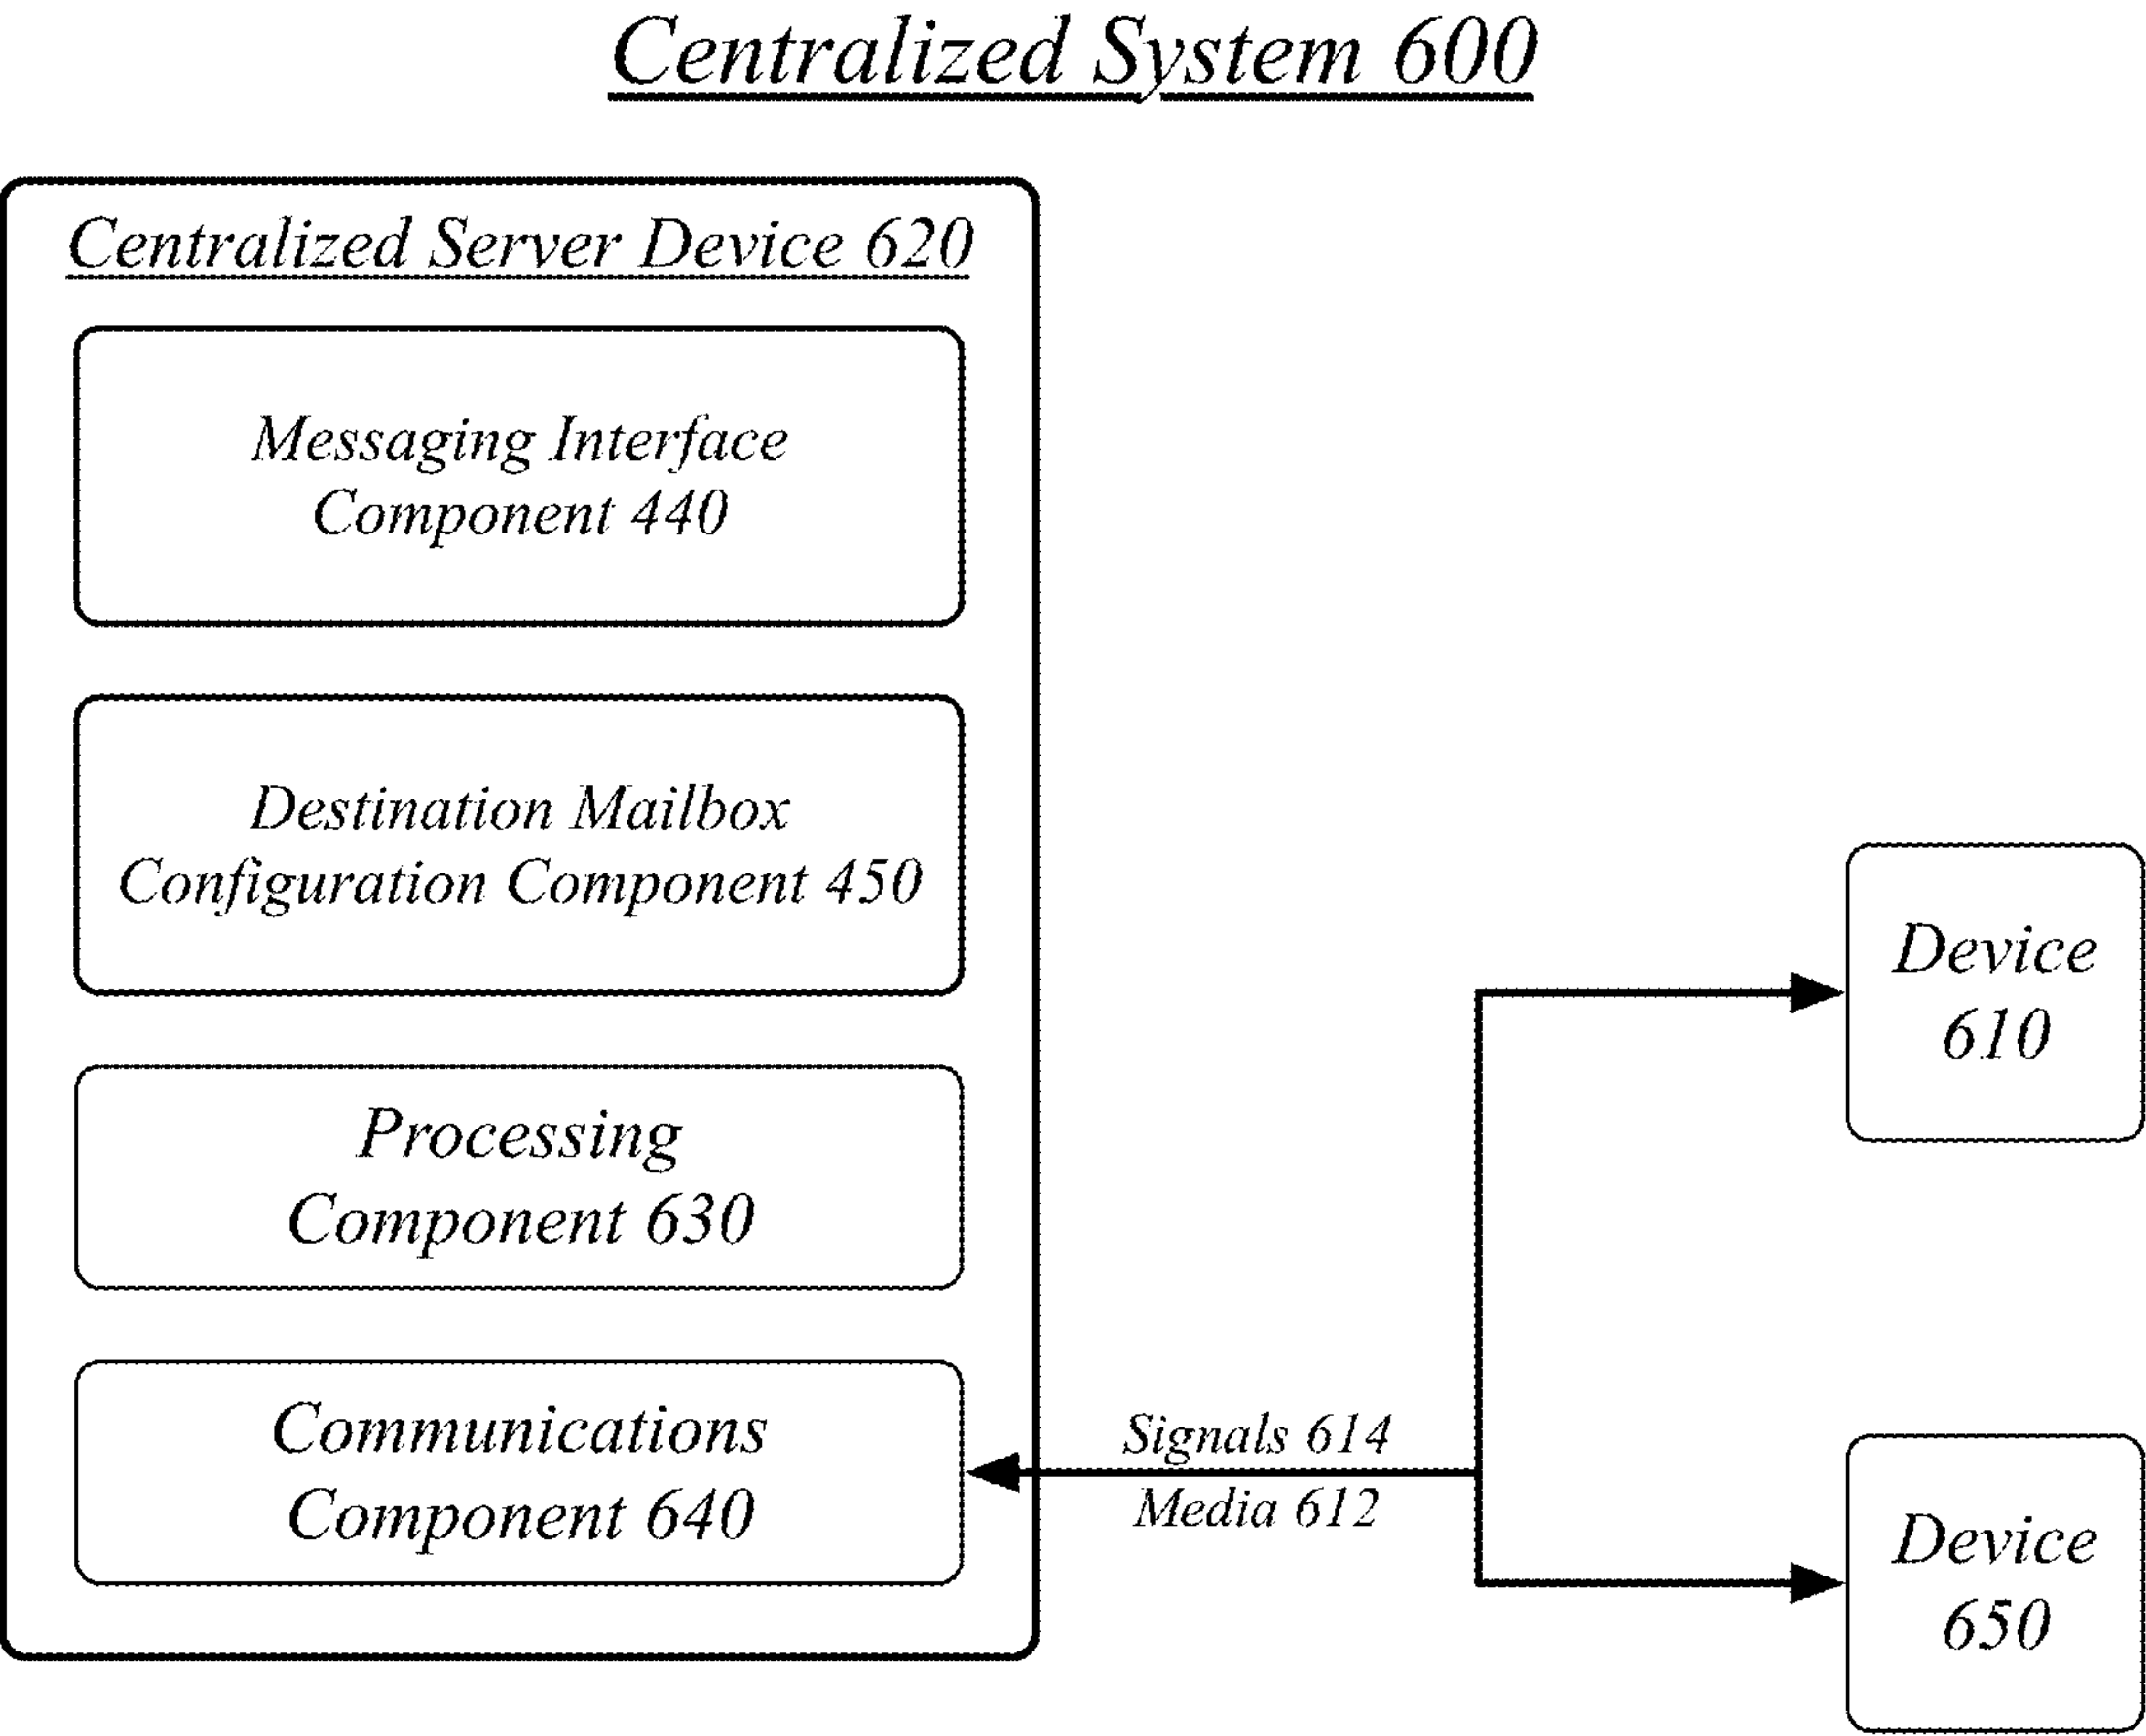 Centralized System 600
Centralized Server Device 620
Messaging Interface
Component 440
Destination Mailbox
Configuration Component 450
Processing
Component 630
Communications
Component 640
Signals 614
Media 612
Device
610
Device
650